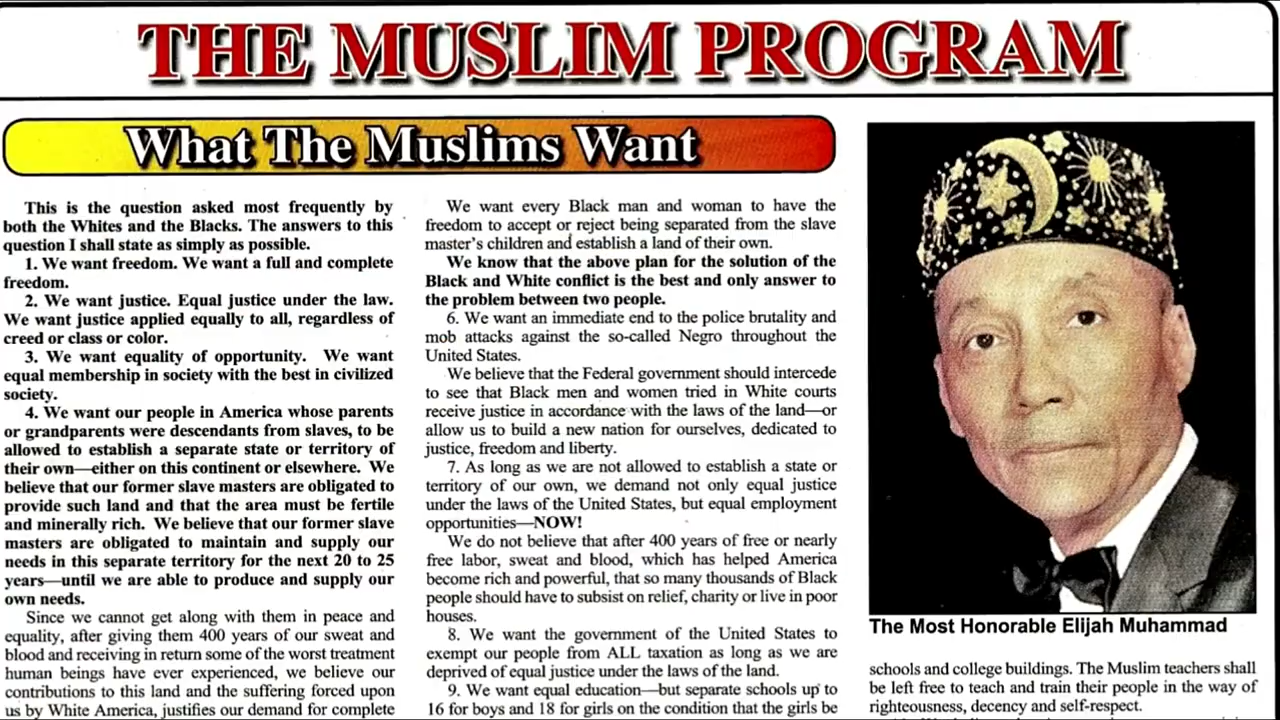 THE MUSLIM PROGRAM
What The Muslims Want
This is the question asked most frequently by
both the Whites and the Blacks. The answers to this
question I shall state as simply as possible.
1. We want freedom. We want a full and complete
freedom.
2. We want justice. Equal justice under the law.
We want justice applied equally to all, regardless of
creed or class or color.
3. We want equality of opportunity. We want
equal membership in society with the best in civilized
society.
4. We want our people in America whose parents
or grandparents were descendants from slaves, to be
allowed to establish a separate state or territory of
their own—either on this continent or elsewhere. We
believe that our former slave masters are obligated to
provide such land and that the area must be fertile
and minerally rich. We believe that our former slave
masters are obligated to maintain and supply our
needs in this separate territory for the next 20 to 25
years—until we are able to produce and supply our
own needs.
Since we cannot get along with them in peace and
equality, after giving them 400 years of our sweat and
blood and receiving in return some of the worst treatment
human beings have ever experienced, we believe our
contributions to this land and the suffering forced upon
us by White America, justifies our demand for complete
We want every Black man and woman to have the
freedom to accept or reject being separated from the slave
master's children and establish a land of their own.
We know that the above plan for the solution of the
Black and White conflict is the best and only answer to
the problem between two people.
6. We want an immediate end to the police brutality and
mob attacks against the so-called Negro throughout the
United States.
We believe that the Federal government should intercede
to see that Black men and women tried in White courts
receive justice in accordance with the laws of the land—or
allow us to build a new nation for ourselves, dedicated to
justice, freedom and liberty.
7. As long as we are not allowed to establish a state or
territory of our own, we demand not only equal justice
under the laws of the United States, but equal employment
opportunities—NOW!
We do not believe that after 400 years of free or nearly
free labor, sweat and blood, which has helped America
become rich and powerful, that so many thousands of Black
people should have to subsist on relief, charity or live in poor
houses.
8. We want the government of the United States to
exempt our people from ALL taxation as long as we are
deprived of equal justice under the laws of the land.
9. We want equal education—but separate schools up to
16 for boys and 18 for girls on the condition that the girls be
The Most Honorable Elijah Muhammad
schools and college buildings. The Muslim teachers shall
be left free to teach and train their people in the way of
righteousness, decency and self-respect.